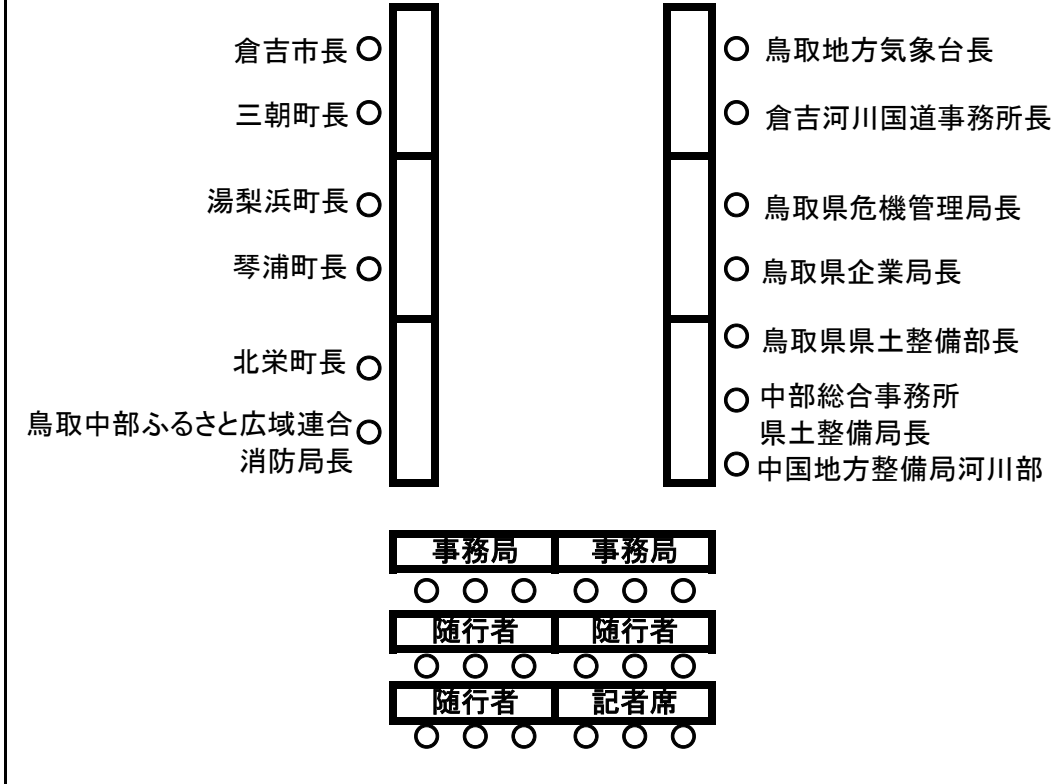 倉吉市長
三朝町長
湯梨浜町長
琴浦町長
北栄町長
鳥取中部ふるさと広域連合
消防局長
鳥取地方気象台長
倉吉河川国道事務所長
鳥取県危機管理局長
鳥取県企業局長
鳥取県県土整備部長
中部総合事務所
県土整備局長
中国地方整備局河川部
事務局 事務局
随行者 随行者
随行者 記者席